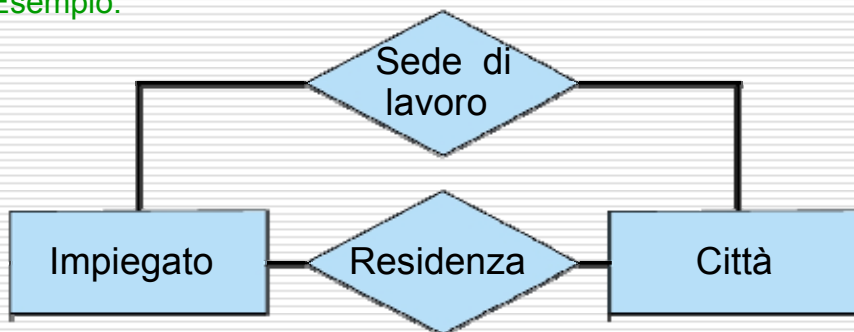 Esempio:
Sede di
lavoro
Impiegato
Residenza
Città